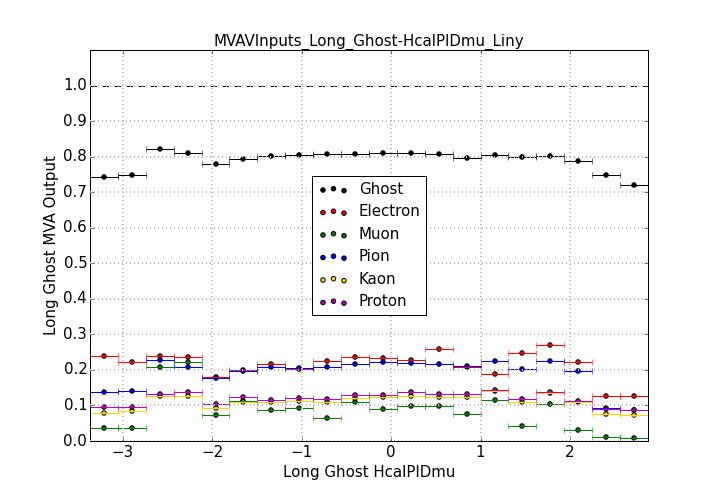 MVAVInputs_Long_Ghost-HcalPIDmu_Liny
1.0
0.9
0.8
0.7
0.6
0.5
0.4
0.3
0.2
0.1
0.0
Long Ghost MVA Output
Ghost
Electron
Muon
Pion
Kaon
Proton
−3 −2 −1 0 1 2
Long Ghost HcalPIDmu